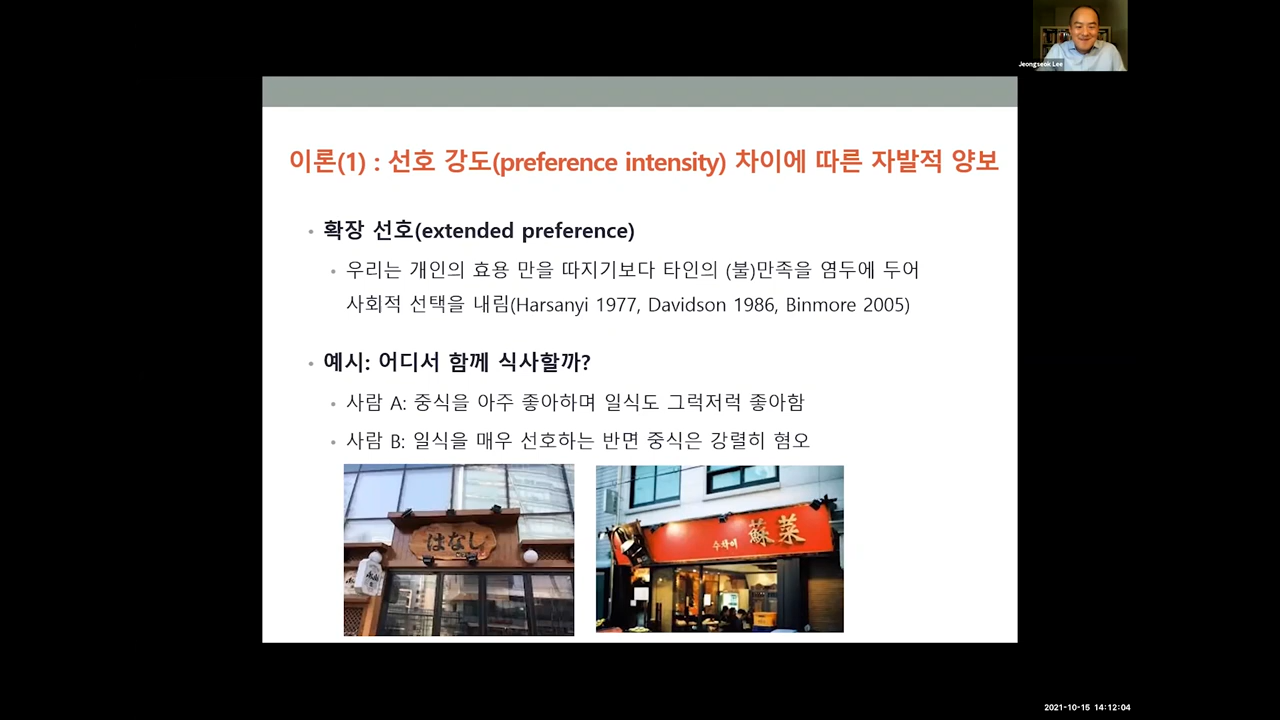 Jeongseok Lee
이론(1) : 선호 강도(preference intensity) 차이에 따른 자발적 양보
• 확장 선호(extended preference)
• 우리는 개인의 효용 만을 따지기보다 타인의 (불)만족을 염두에 두어
사회적 선택을 내림(Harsanyi 1977, Davidson 1986, Binmore 2005)
• 예시: 어디서 함께 식사할까?
• 사람 A: 중식을 아주 좋아하며 일식도 그럭저럭 좋아함
• 사람 B: 일식을 매우 선호하는 반면 중식은 강렬히 혐오
はなし
蘇菜
2021-10-15 14:12:04